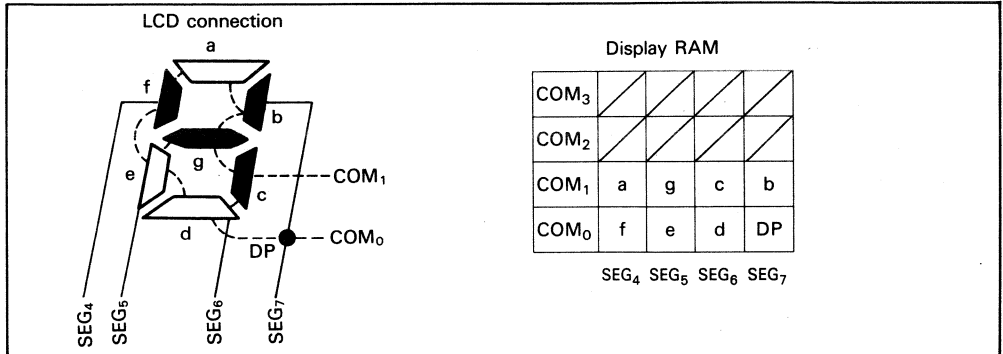 LCD connection
a
f
b
g
e
c
COM₁
d
DP
COM₀
SEG₄
SEG₅
SEG₆
SEG₇
Display RAM
COM₃
COM₂
COM₁ a g c b
COM₀ f e d DP
SEG₄ SEG₅ SEG₆ SEG₇